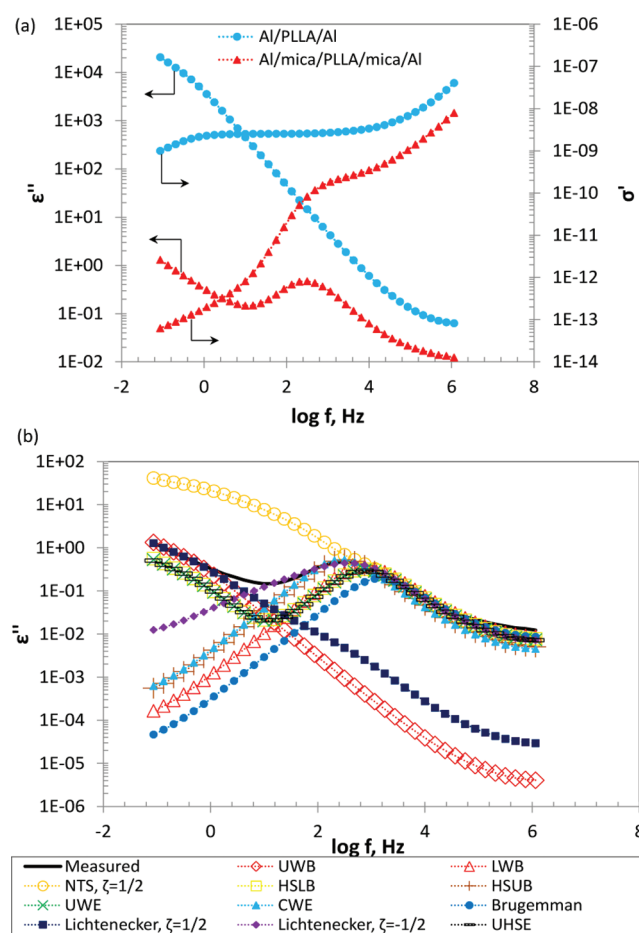 (a)
Al/PLLA/Al
Al/mica/PLLA/mica/Al
1E+05
1E+04
1E+03
1E+02
1E+01
1E+00
1E-01
1E-02
ε"
1E-06
1E-07
1E-08
1E-09
1E-10
1E-11
1E-12
1E-13
1E-14
σ'
-2 0 2 4 6 8
log f, Hz
(b)
1E+02
1E+01
1E+00
1E-01
1E-02
1E-03
1E-04
1E-05
1E-06
ε"
-2 0 2 4 6 8
log f, Hz
Measured UWB LWB
NTS, ζ=1/2 HSLB HSUB
UWE CWE Brugemman
Lichtenecker, ζ=1/2 Lichtenecker, ζ=-1/2 UHSE